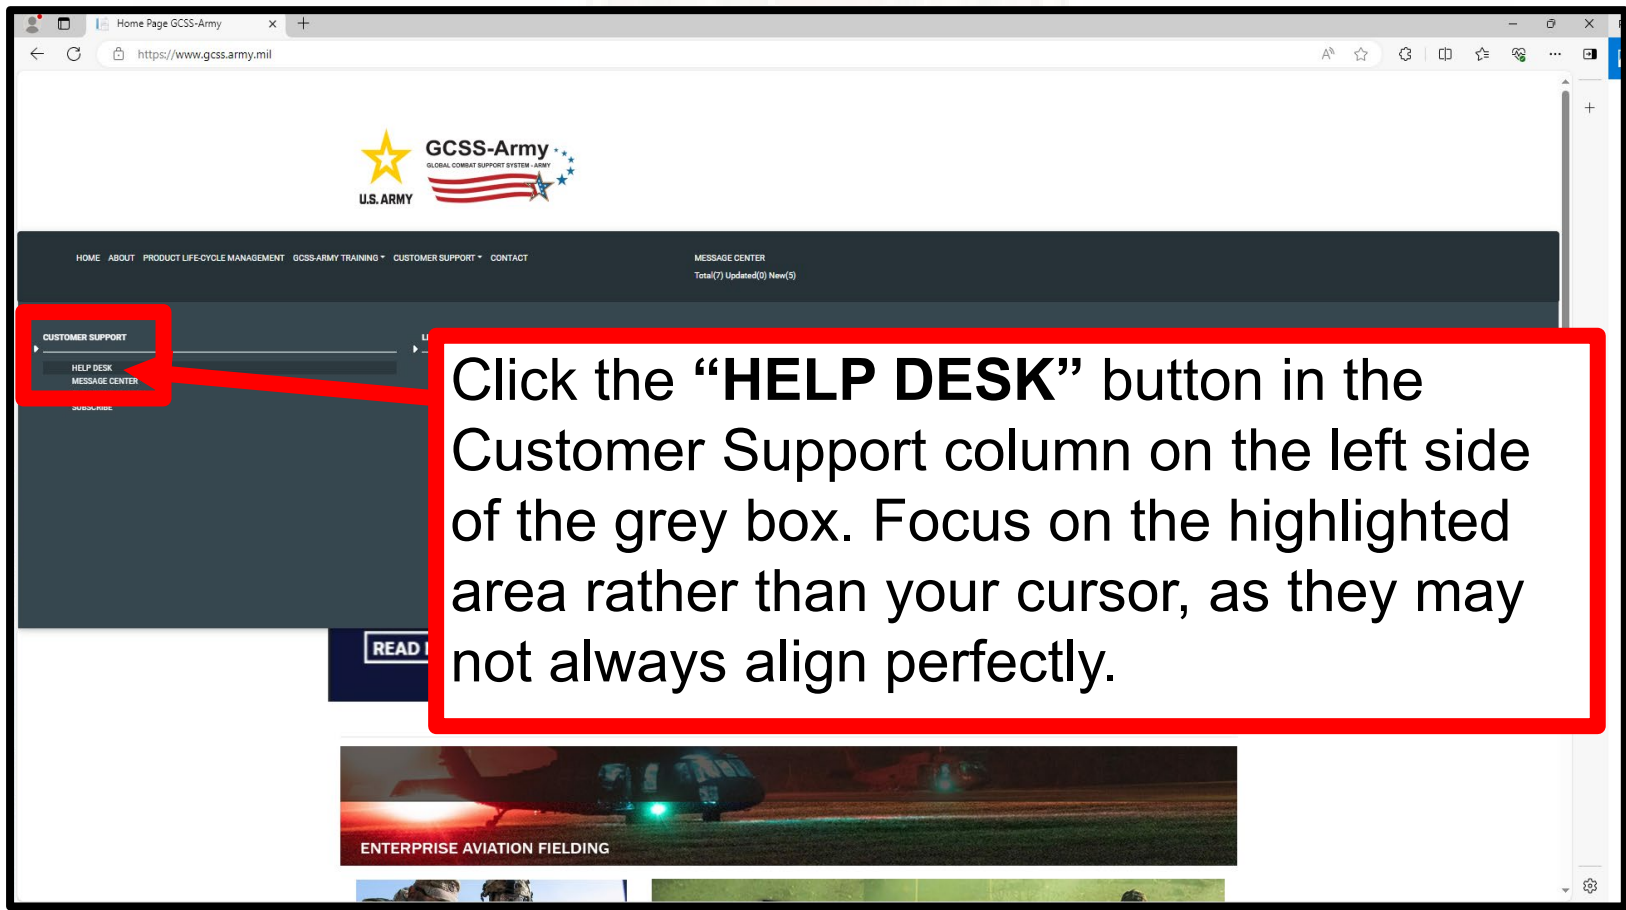 Home Page GCSS-Army
https://www.gcss.army.mil
GCSS-Army
GLOBAL COMBAT SUPPORT SYSTEM - ARMY
U.S. ARMY
HOME ABOUT PRODUCT LIFE-CYCLE MANAGEMENT GCSS-ARMY TRAINING CUSTOMER SUPPORT CONTACT
MESSAGE CENTER
Total(7) Updated(0) New(5)
CUSTOMER SUPPORT
HELP DESK
MESSAGE CENTER
SUBSCRIBE
Click the “HELP DESK” button in the
Customer Support column on the left side
of the grey box. Focus on the highlighted
area rather than your cursor, as they may
not always align perfectly.
READ
ENTERPRISE AVIATION FIELDING